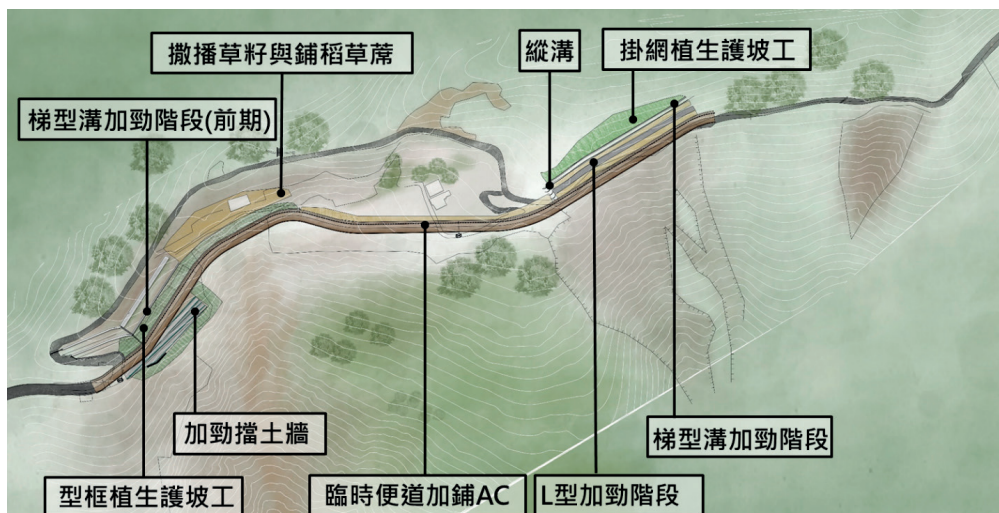 撒播草籽與鋪稻草蓆
縱溝
掛網植生護坡工
梯型溝加勁階段(前期)
加勁擋土牆
梯型溝加勁階段
型框植生護坡工
臨時便道加鋪AC
L型加勁階段